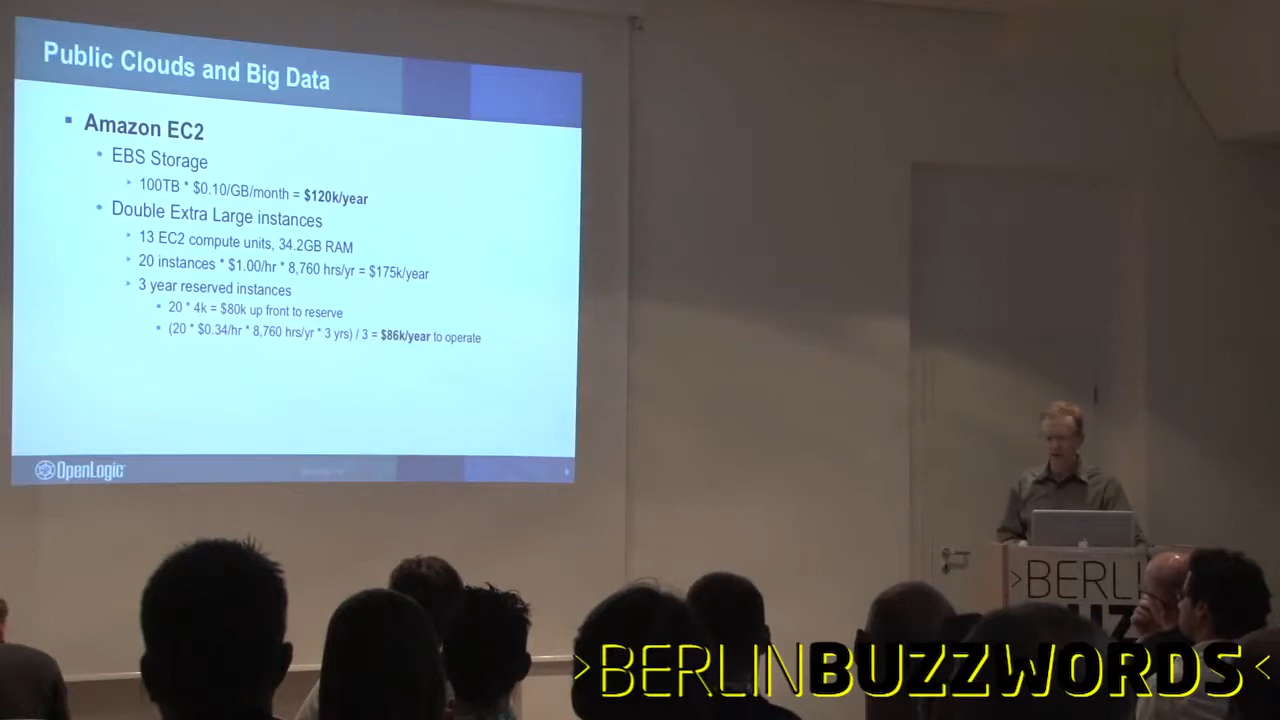 Public Clouds and Big Data
▪ Amazon EC2
• EBS Storage
‣ 100TB * $0.10/GB/month = $120k/year
• Double Extra Large instances
‣ 13 EC2 compute units, 34.2GB RAM
‣ 20 instances * $1.00/hr * 8,760 hrs/yr = $175k/year
‣ 3 year reserved instances
▪ 20 * 4k = $80k up front to reserve
▪ (20 * $0.34/hr * 8,760 hrs/yr * 3 yrs) / 3 = $86k/year to operate
OpenLogic
>BERLI
UZ
>BERLINBUZZWORDS<